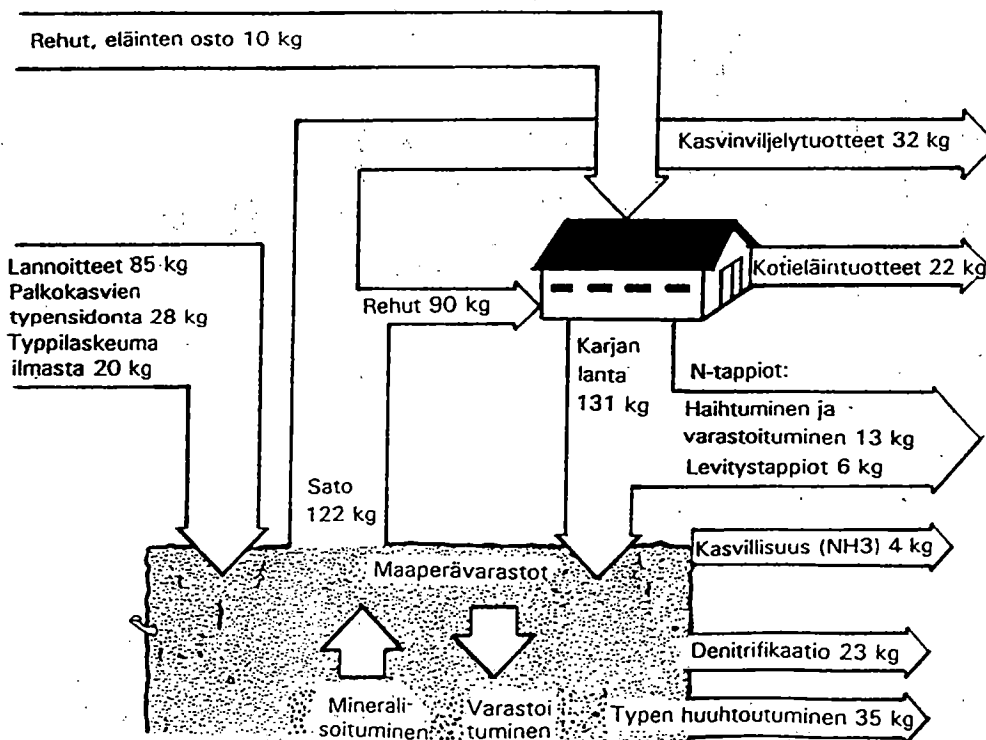 Rehut, eläinten osto 10 kg
Kasvinviljelytuotteet 32 kg
Lannoitteet 85 kg
Palkokasvien
typensidonta 28 kg
Typpilaskeuma
ilmasta 20 kg
Kotieläintuotteet 22 kg
Rehut 90 kg
Karjan
lanta
131 kg
N-tappiot:
Haihtuminen ja
varastoituminen 13 kg
Levitystappiot 6 kg
Sato
122 kg
Kasvillisuus (NH3) 4 kg
Maaperävarastot
Denitrifikaatio 23 kg
Minerali-
soituminen
Varastoi
tuminen
Typen huuhtoutuminen 35 kg